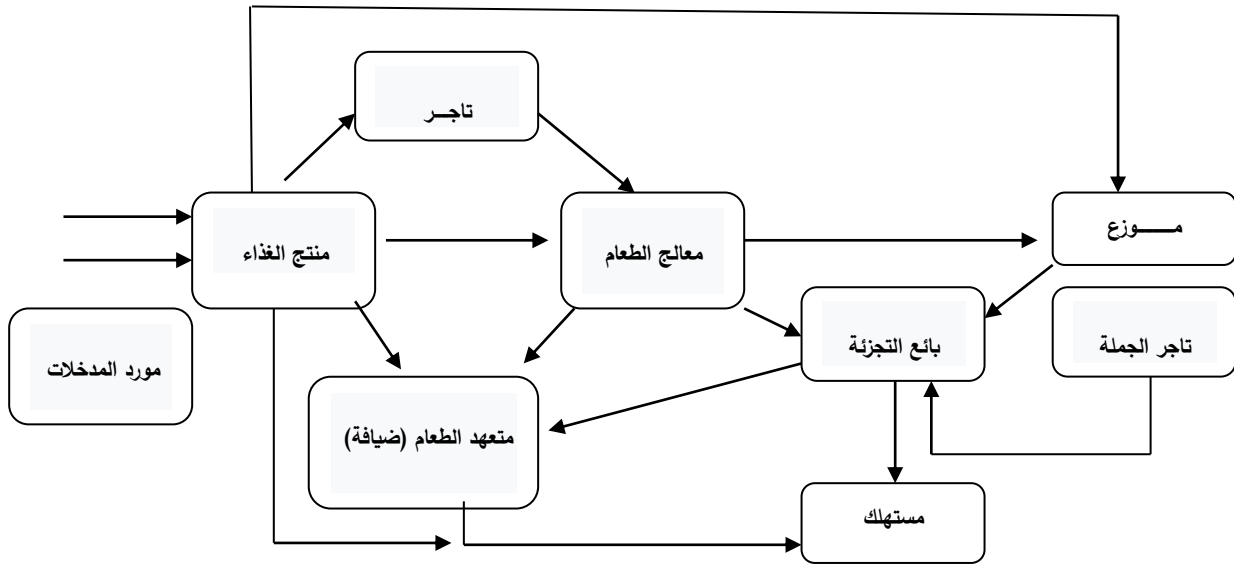 تاجـــر
منتج الغذاء
معالج الطعام
مـــــوزع
مورد المدخلات
بائع التجزئة
تاجر الجملة
متعهد الطعام (ضيافة)
مستهلك